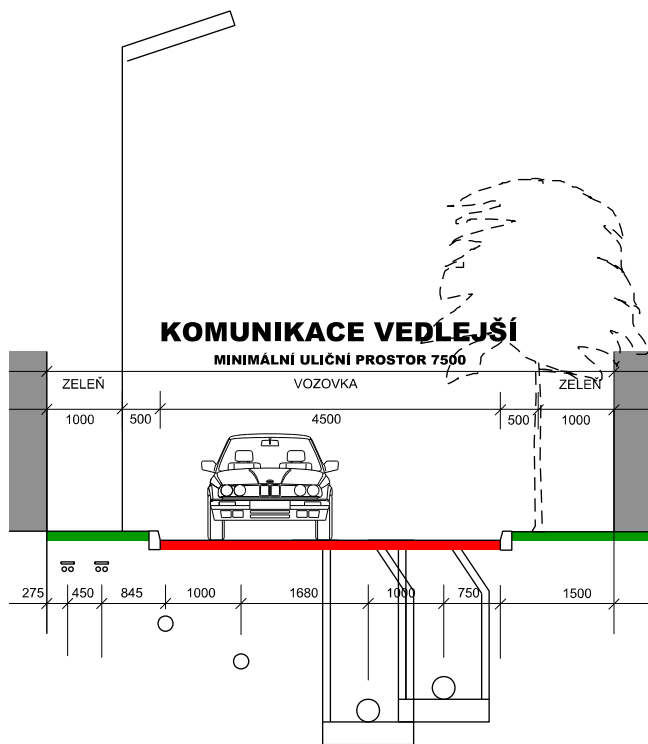 KOMUNIKACE VEDLEJŠÍ
MINIMÁLNÍ ULIČNÍ PROSTOR 7500
ZELEŇ VOZOVKA ZELEŇ
1000 500 4500 500 1000
275 450 845 1000 1680 1000 750 1500